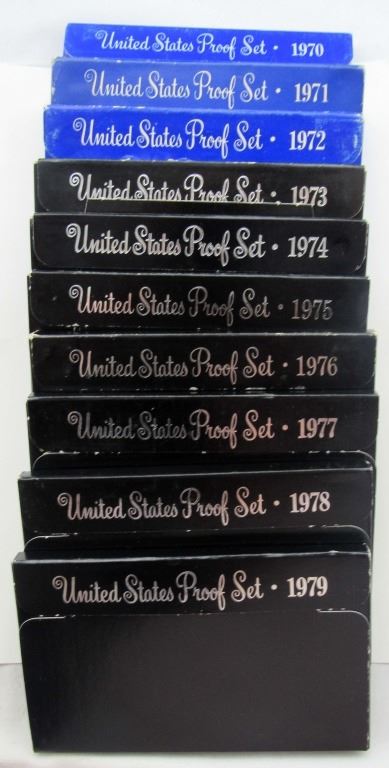 United States Proof Set · 1970
United States Proof Set · 1971
United States Proof Set · 1972
United States Proof Set · 1973
United States Proof Set · 1974
United States Proof Set · 1975
United States Proof Set · 1976
United States Proof Set · 1977
United States Proof Set · 1978
United States Proof Set · 1979